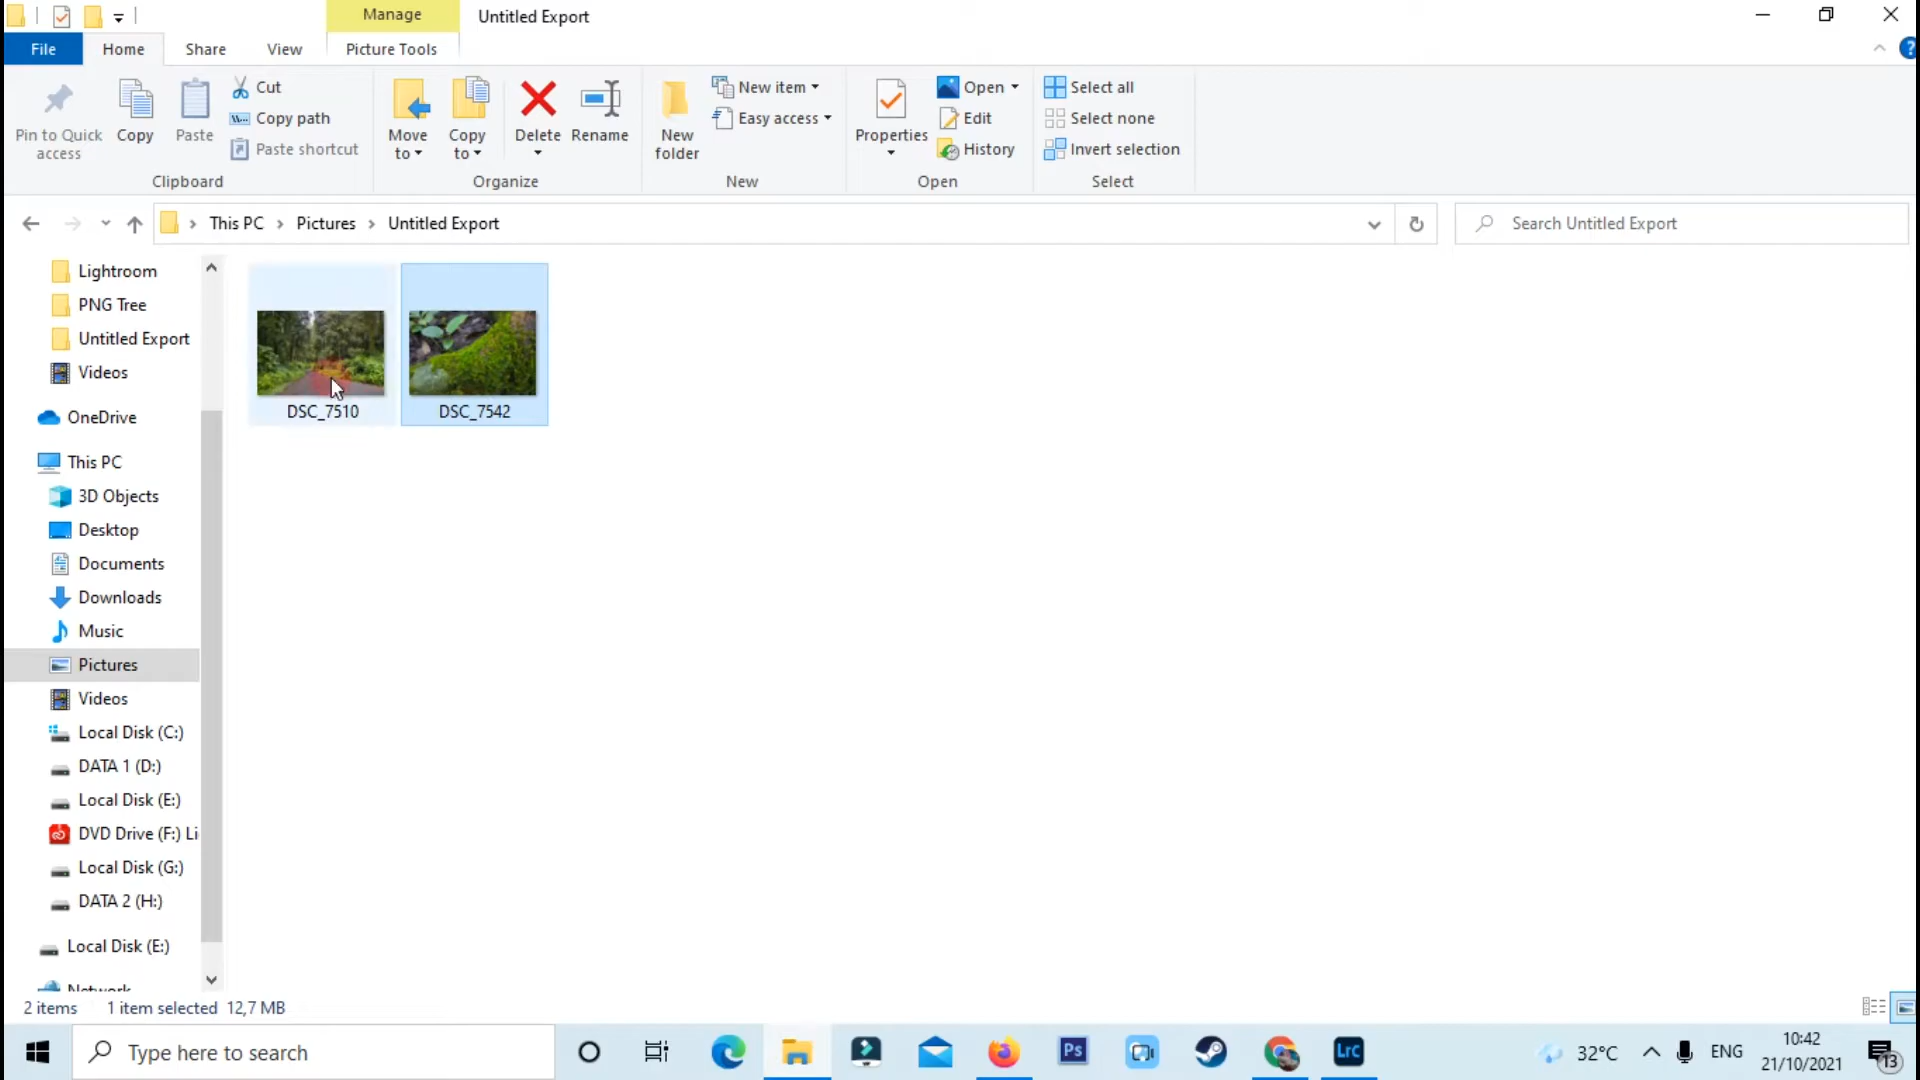 Manage
Untitled Export
File
Home
Share
View
Picture Tools
Pin to Quick access
Copy
Paste
Cut
Copy path
Paste shortcut
Clipboard
Move to
Copy to
Delete
Rename
Organize
New folder
New item
Easy access
New
Properties
Open
Edit
History
Open
Select all
Select none
Invert selection
Select
This PC
Pictures
Untitled Export
Search Untitled Export
Lightroom
PNG Tree
Untitled Export
Videos
OneDrive
This PC
3D Objects
Desktop
Documents
Downloads
Music
Pictures
Videos
Local Disk (C:)
DATA 1 (D:)
Local Disk (E:)
DVD Drive (F:) Li
Local Disk (G:)
DATA 2 (H:)
Local Disk (E:)
Network
DSC_7510
DSC_7542
2 items
1 item selected 12,7 MB
Type here to search
Ps
Lrc
32°C
ENG
10:42
21/10/2021
13